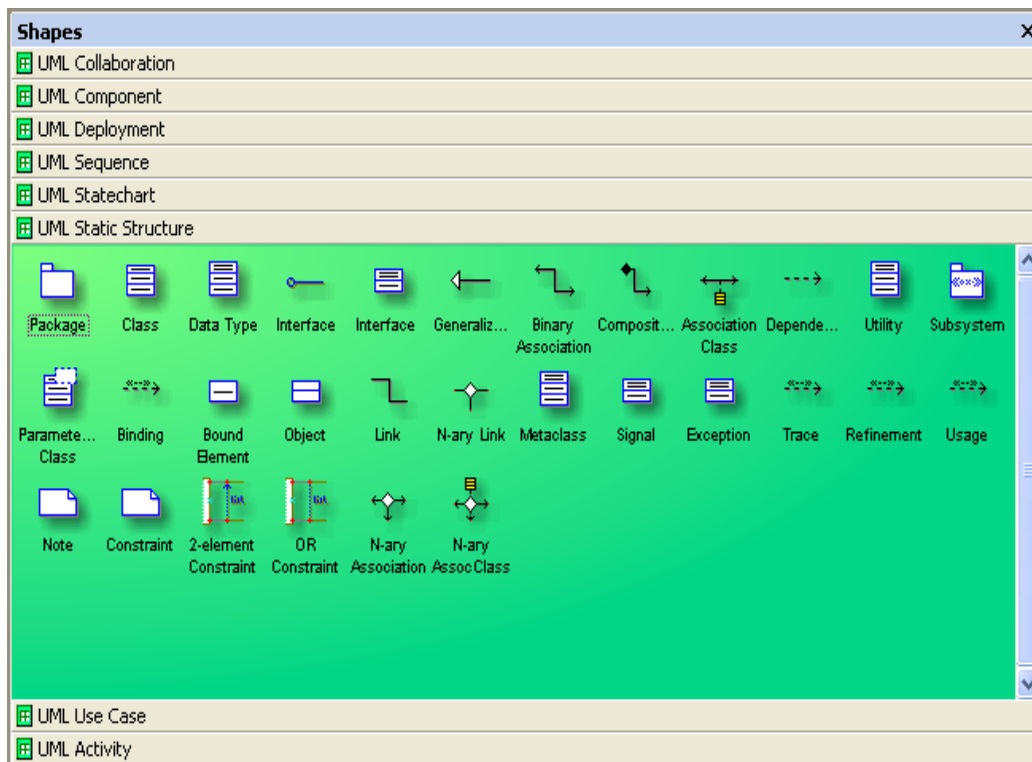 Shapes
UML Collaboration
UML Component
UML Deployment
UML Sequence
UML Statechart
UML Static Structure
Package Class Data Type Interface Interface Generaliz... Binary Composit... Association Depende... Utility Subsystem
Association Class
Paramete... Binding Bound Object Link N-ary Link Metaclass Signal Exception Trace Refinement Usage
Class Element
Note Constraint 2-element OR N-ary N-ary
Constraint Constraint Association AssocClass
UML Use Case
UML Activity